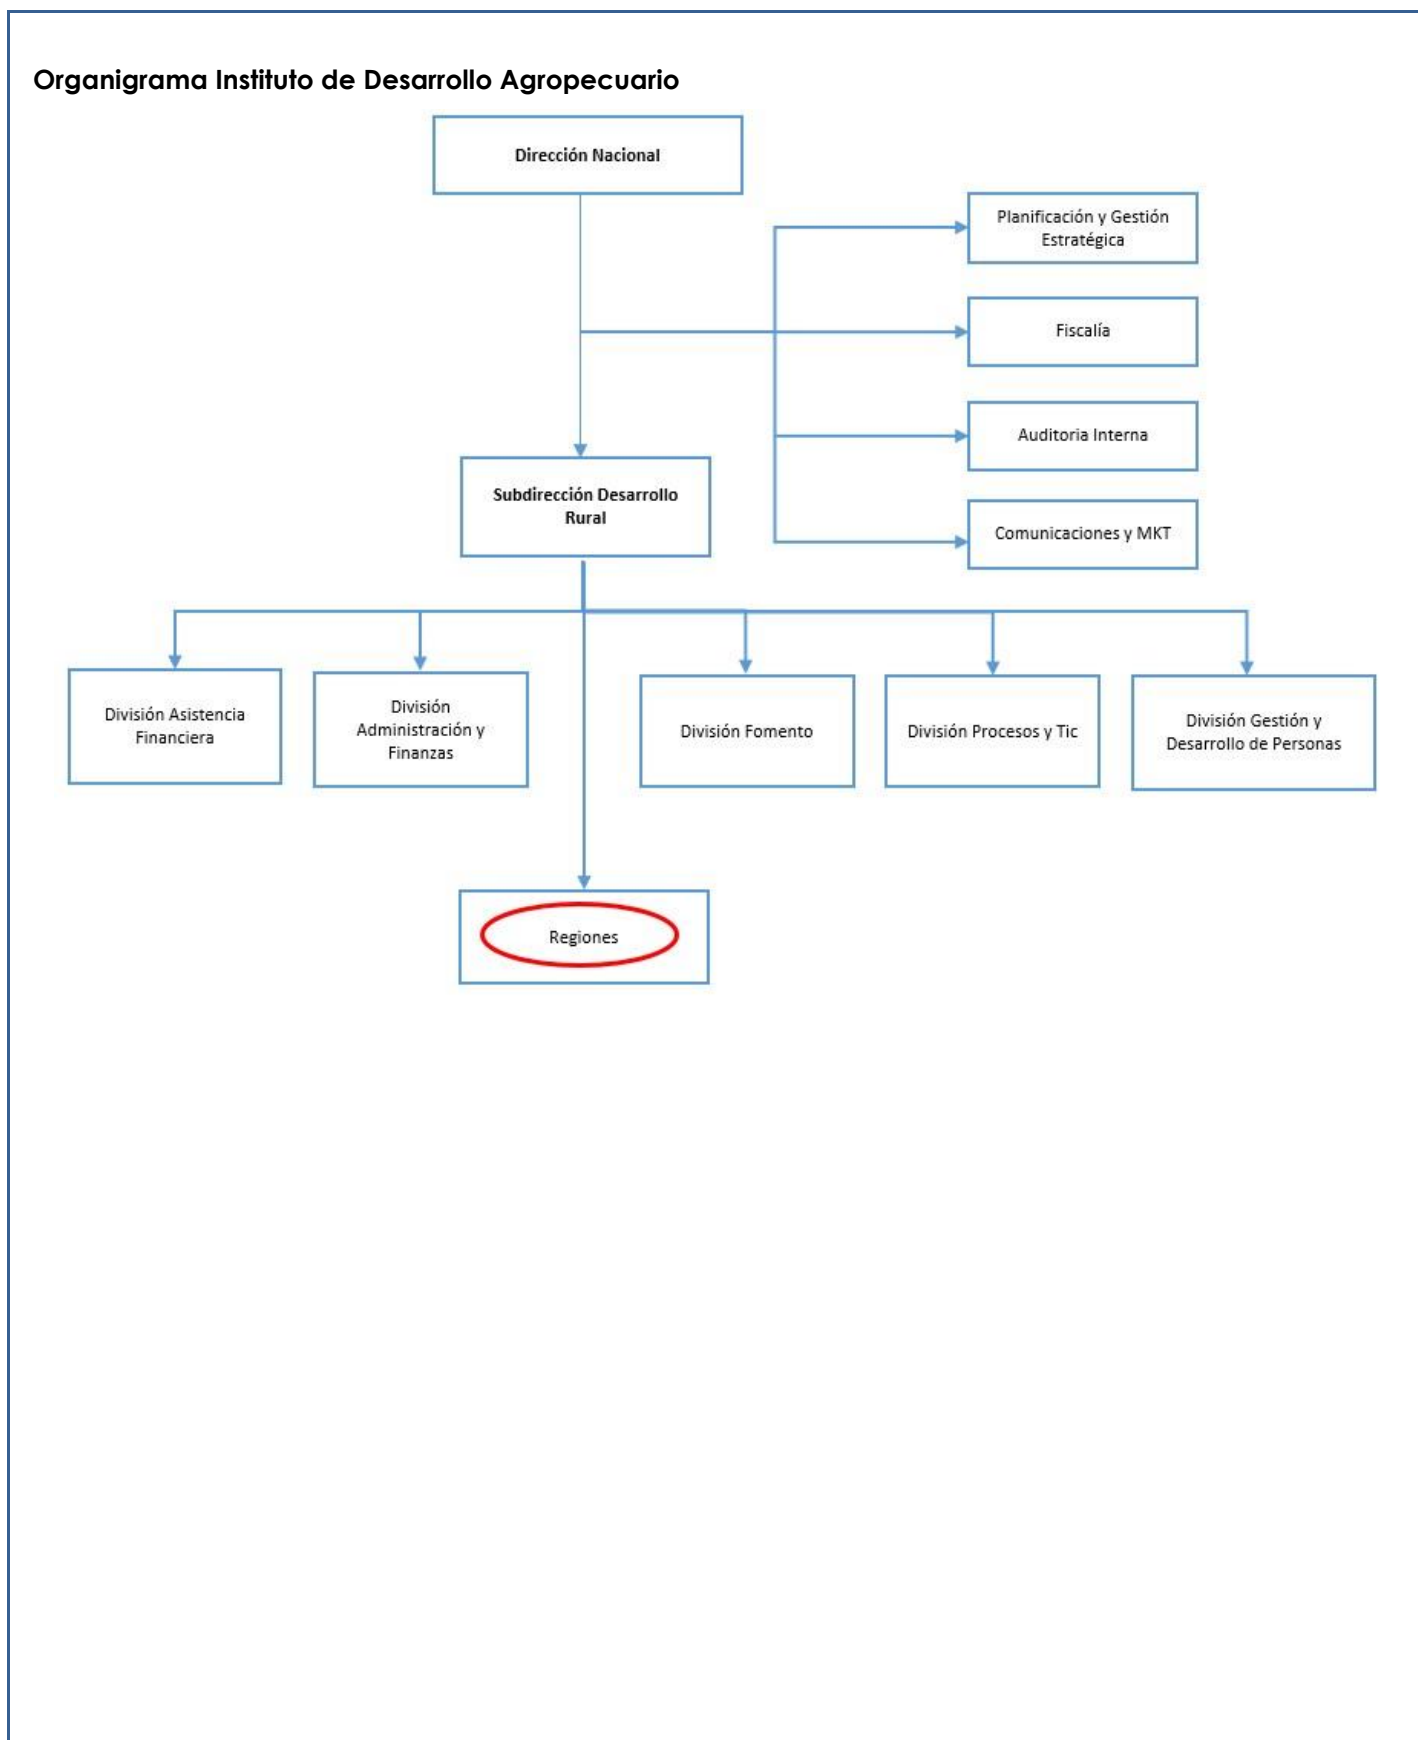 Organigrama Instituto de Desarrollo Agropecuario
Dirección Nacional
Planificación y Gestión
Estratégica
Fiscalía
Auditoria Interna
Comunicaciones y MKT
Subdirección Desarrollo
Rural
División Asistencia
Financiera
División
Administración y
Finanzas
División Fomento
División Procesos y Tic
División Gestión y
Desarrollo de Personas
Regiones